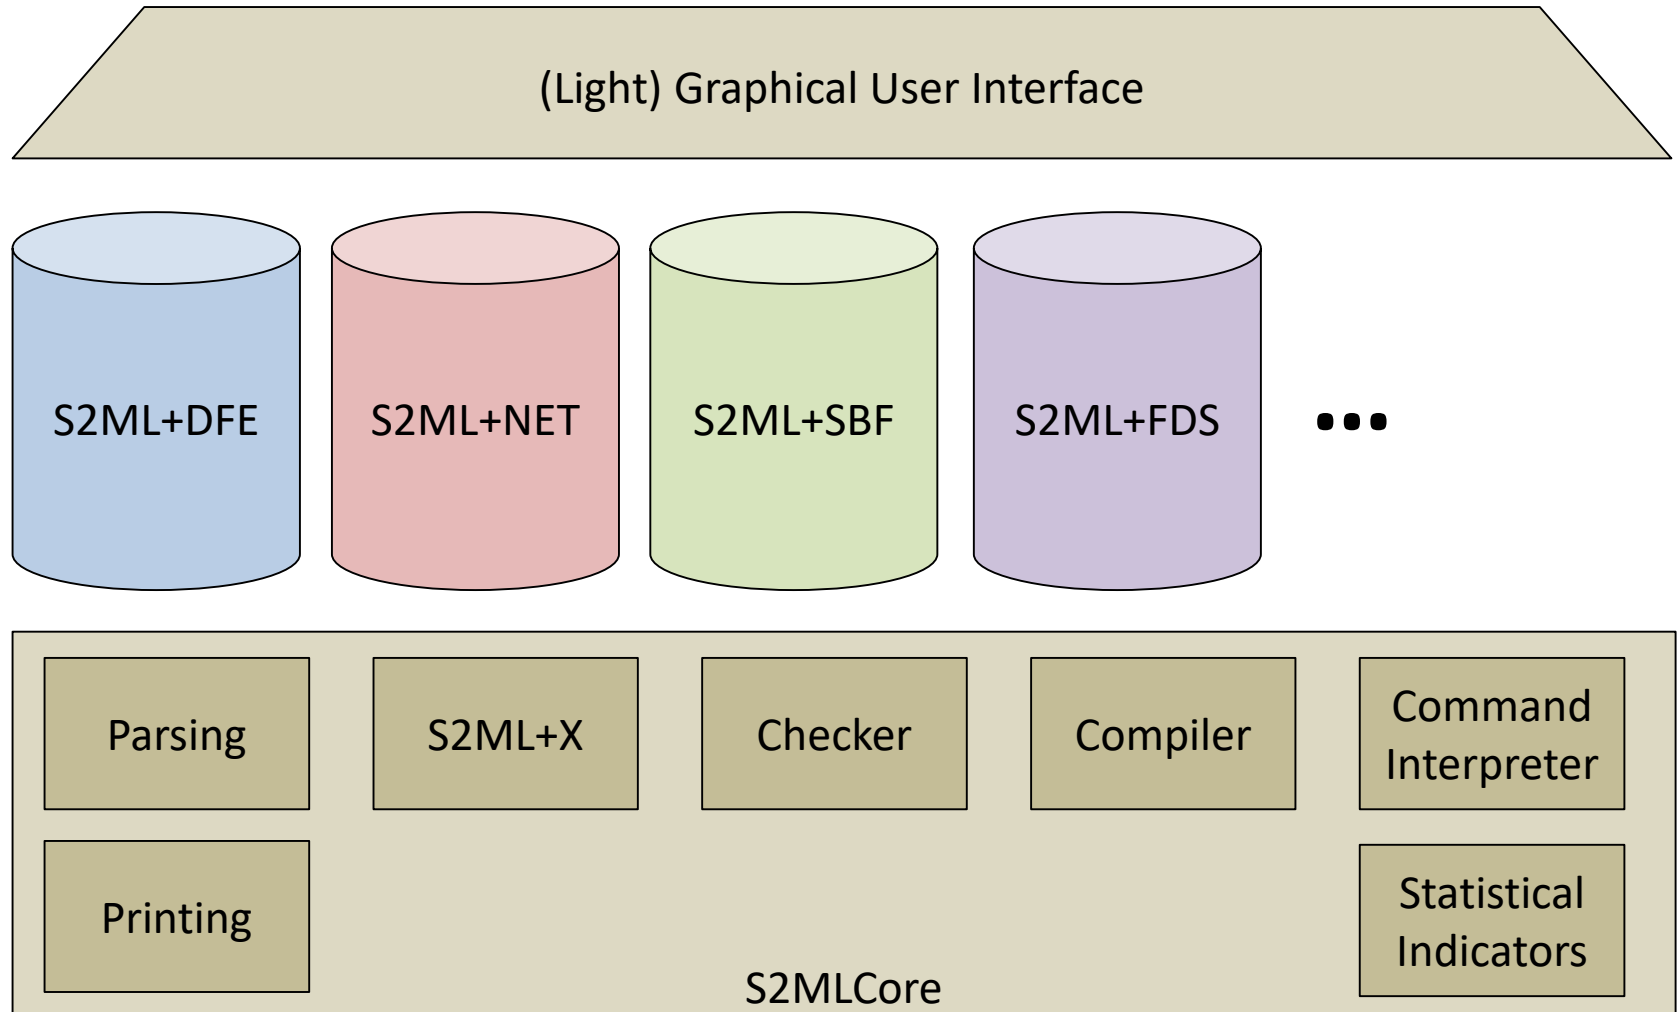 (Light) Graphical User Interface
S2ML+DFE
S2ML+NET
S2ML+SBF
S2ML+FDS
...
Parsing
S2ML+X
Checker
Compiler
Command
Interpreter
Printing
Statistical
Indicators
S2MLCore